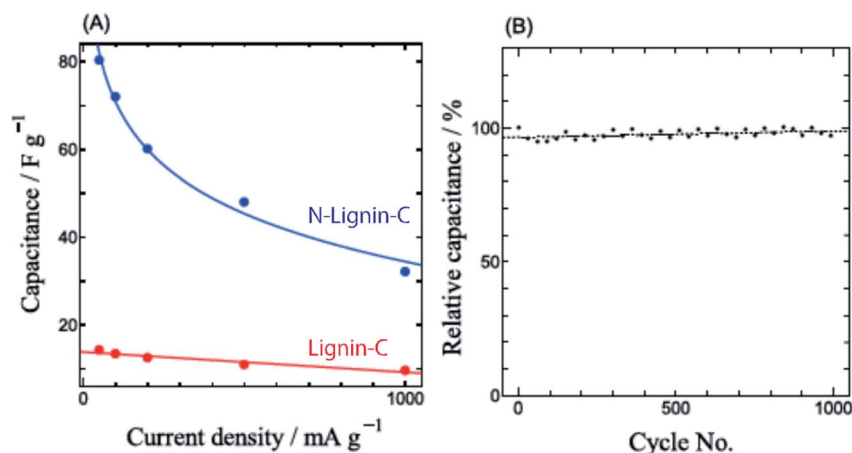 (A)
80
60
40
20
0
1000
Capacitance / F g⁻¹
Current density / mA g⁻¹
N-Lignin-C
Lignin-C
(B)
100
50
0
0
500
1000
Relative capacitance / %
Cycle No.